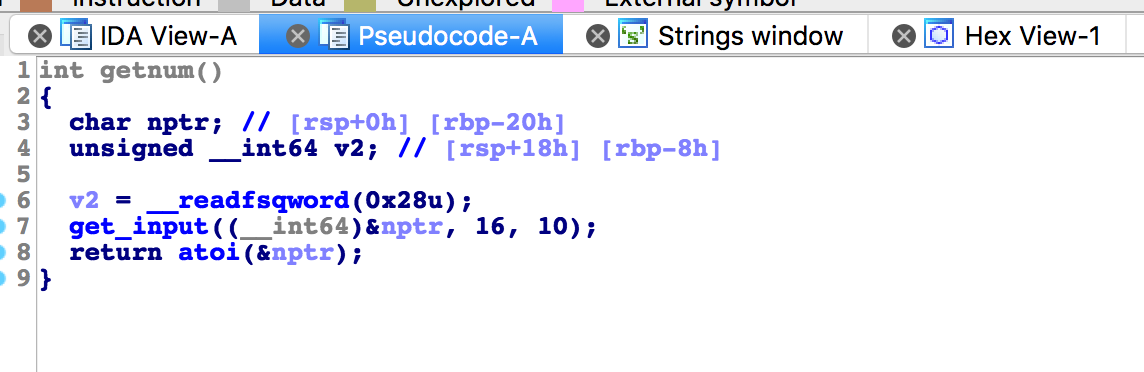 Instruction Data Unexplored External symbol
IDA View-A Pseudocode-A 's' Strings window Hex View-1
1 int getnum()
2 {
3 char nptr; // [rsp+0h] [rbp-20h]
4 unsigned __int64 v2; // [rsp+18h] [rbp-8h]
5
6 v2 = __readfsqword(0x28u);
7 get_input((__int64)&nptr, 16, 10);
8 return atoi(&nptr);
9 }